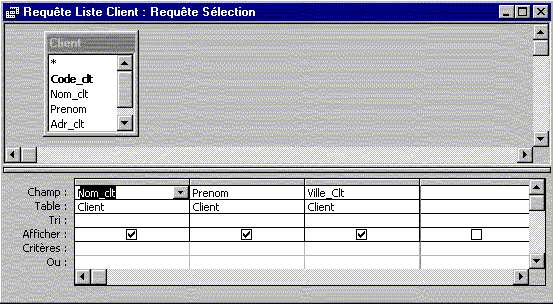 Requête Liste Client : Requête Sélection
Client
*
Code_clt
Nom_clt
Prenom
Adr_clt
Champ : Nom_clt Prenom Ville_Clt
Table : Client Client Client
Tri :
Afficher :
Critères :
Ou :